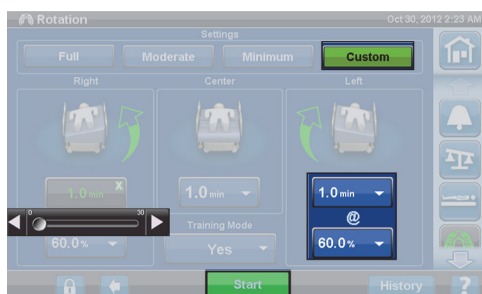 Rotation
Oct 30, 2012 2:23 AM
Settings
Full
Moderate
Minimum
Custom
Right
Center
Left
1.0 min x
0
30
60.0 %
1.0 min
Training Mode
Yes
1.0 min
@
60.0 %
Start
History
?